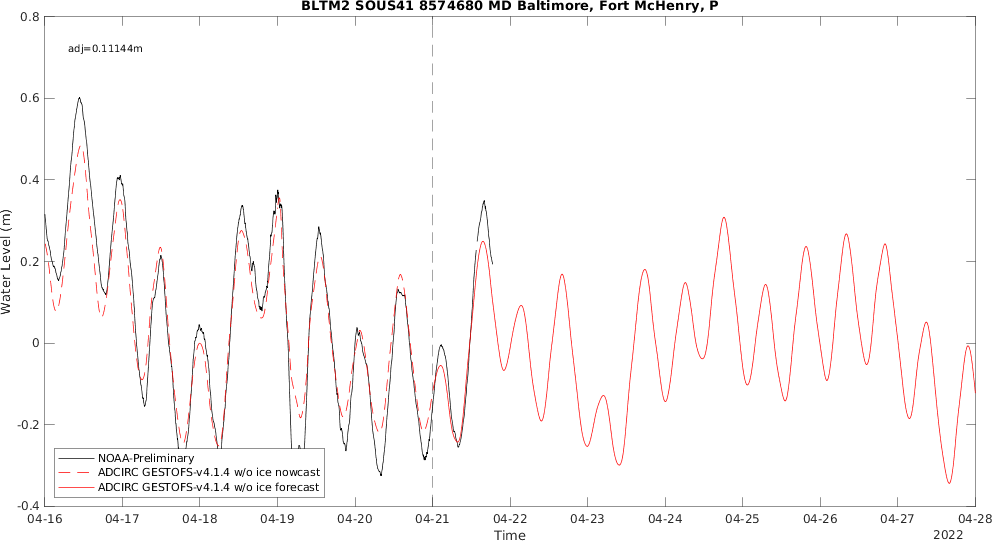 BLTM2 SOUS41 8574680 MD Baltimore, Fort McHenry, P
adj=0.11144m
0.8
0.6
0.4
0.2
0
-0.2
-0.4
Water Level (m)
NOAA-Preliminary
ADCIRC GESTOFS-v4.1.4 w/o ice nowcast
ADCIRC GESTOFS-v4.1.4 w/o ice forecast
04-16 04-17 04-18 04-19 04-20 04-21 04-22 04-23 04-24 04-25 04-26 04-27 04-28
Time
2022